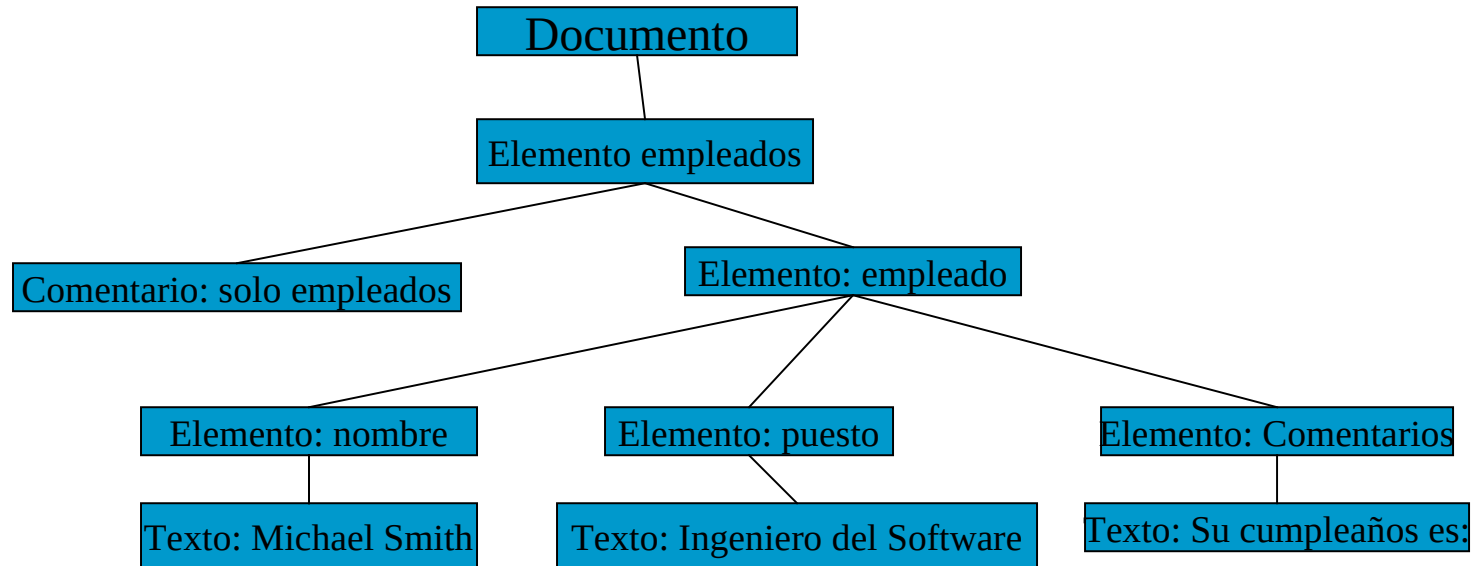 Documento
Elemento empleados
Comentario: solo empleados
Elemento: empleado
Elemento: nombre
Elemento: puesto
Elemento: Comentarios
Texto: Michael Smith
Texto: Ingeniero del Software
Texto: Su cumpleaños es: